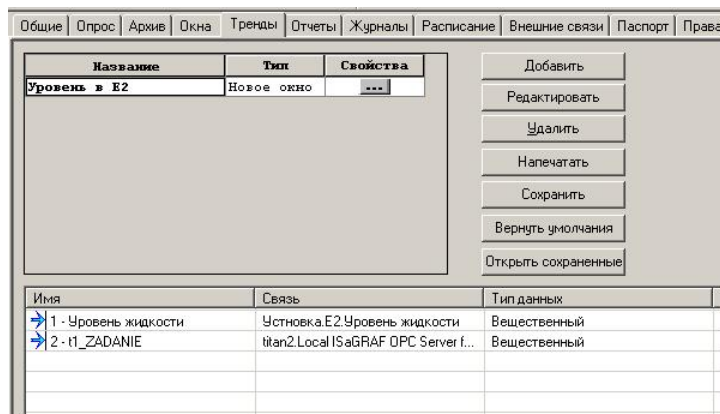 Общие Опрос Архив Окна Тренды Отчеты Журналы Расписание Внешние связи Паспорт Права
Название Тип Свойства
Уровень в Е2 Новое окно ...
Добавить
Редактировать
Удалить
Напечатать
Сохранить
Вернуть умолчания
Открыть сохраненные
Имя Связь Тип данных
1 - Уровень жидкости Устновка.Е2.Уровень жидкости Вещественный
2 - t1_ZADANIE titan2.Local ISaGRAF OPC Server f... Вещественный